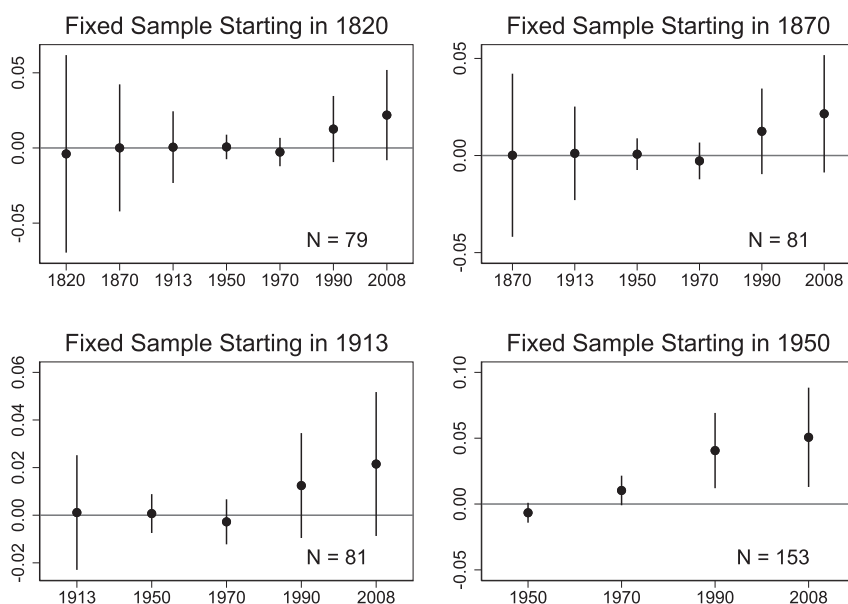 Fixed Sample Starting in 1820
0.05
0.00
-0.05
N = 79
1820 1870 1913 1950 1970 1990 2008
Fixed Sample Starting in 1870
0.05
0.00
-0.05
N = 81
1870 1913 1950 1970 1990 2008
Fixed Sample Starting in 1913
0.06
0.04
0.02
0.00
-0.02
N = 81
1913 1950 1970 1990 2008
Fixed Sample Starting in 1950
0.10
0.05
0.00
-0.05
N = 153
1950 1970 1990 2008